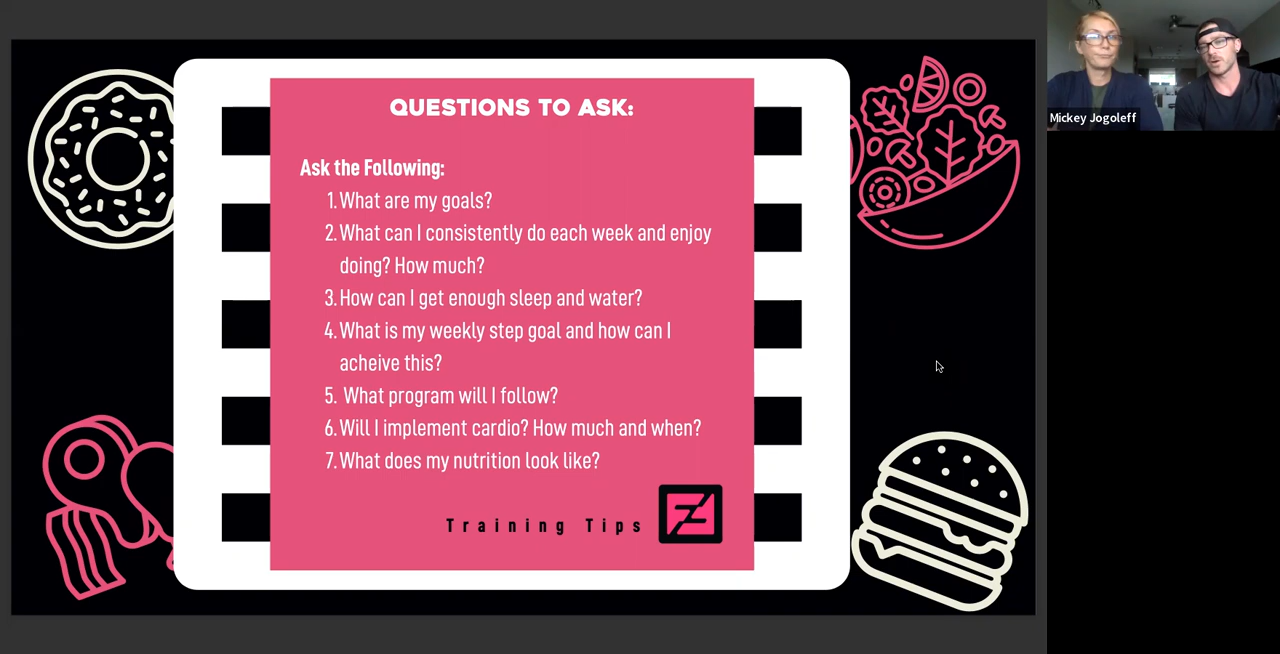 QUESTIONS TO ASK:
Ask the Following:
1. What are my goals?
2. What can I consistently do each week and enjoy
doing? How much?
3. How can I get enough sleep and water?
4. What is my weekly step goal and how can I
acheive this?
5. What program will I follow?
6. Will I implement cardio? How much and when?
7. What does my nutrition look like?
Training Tips
Mickey Jogoleff